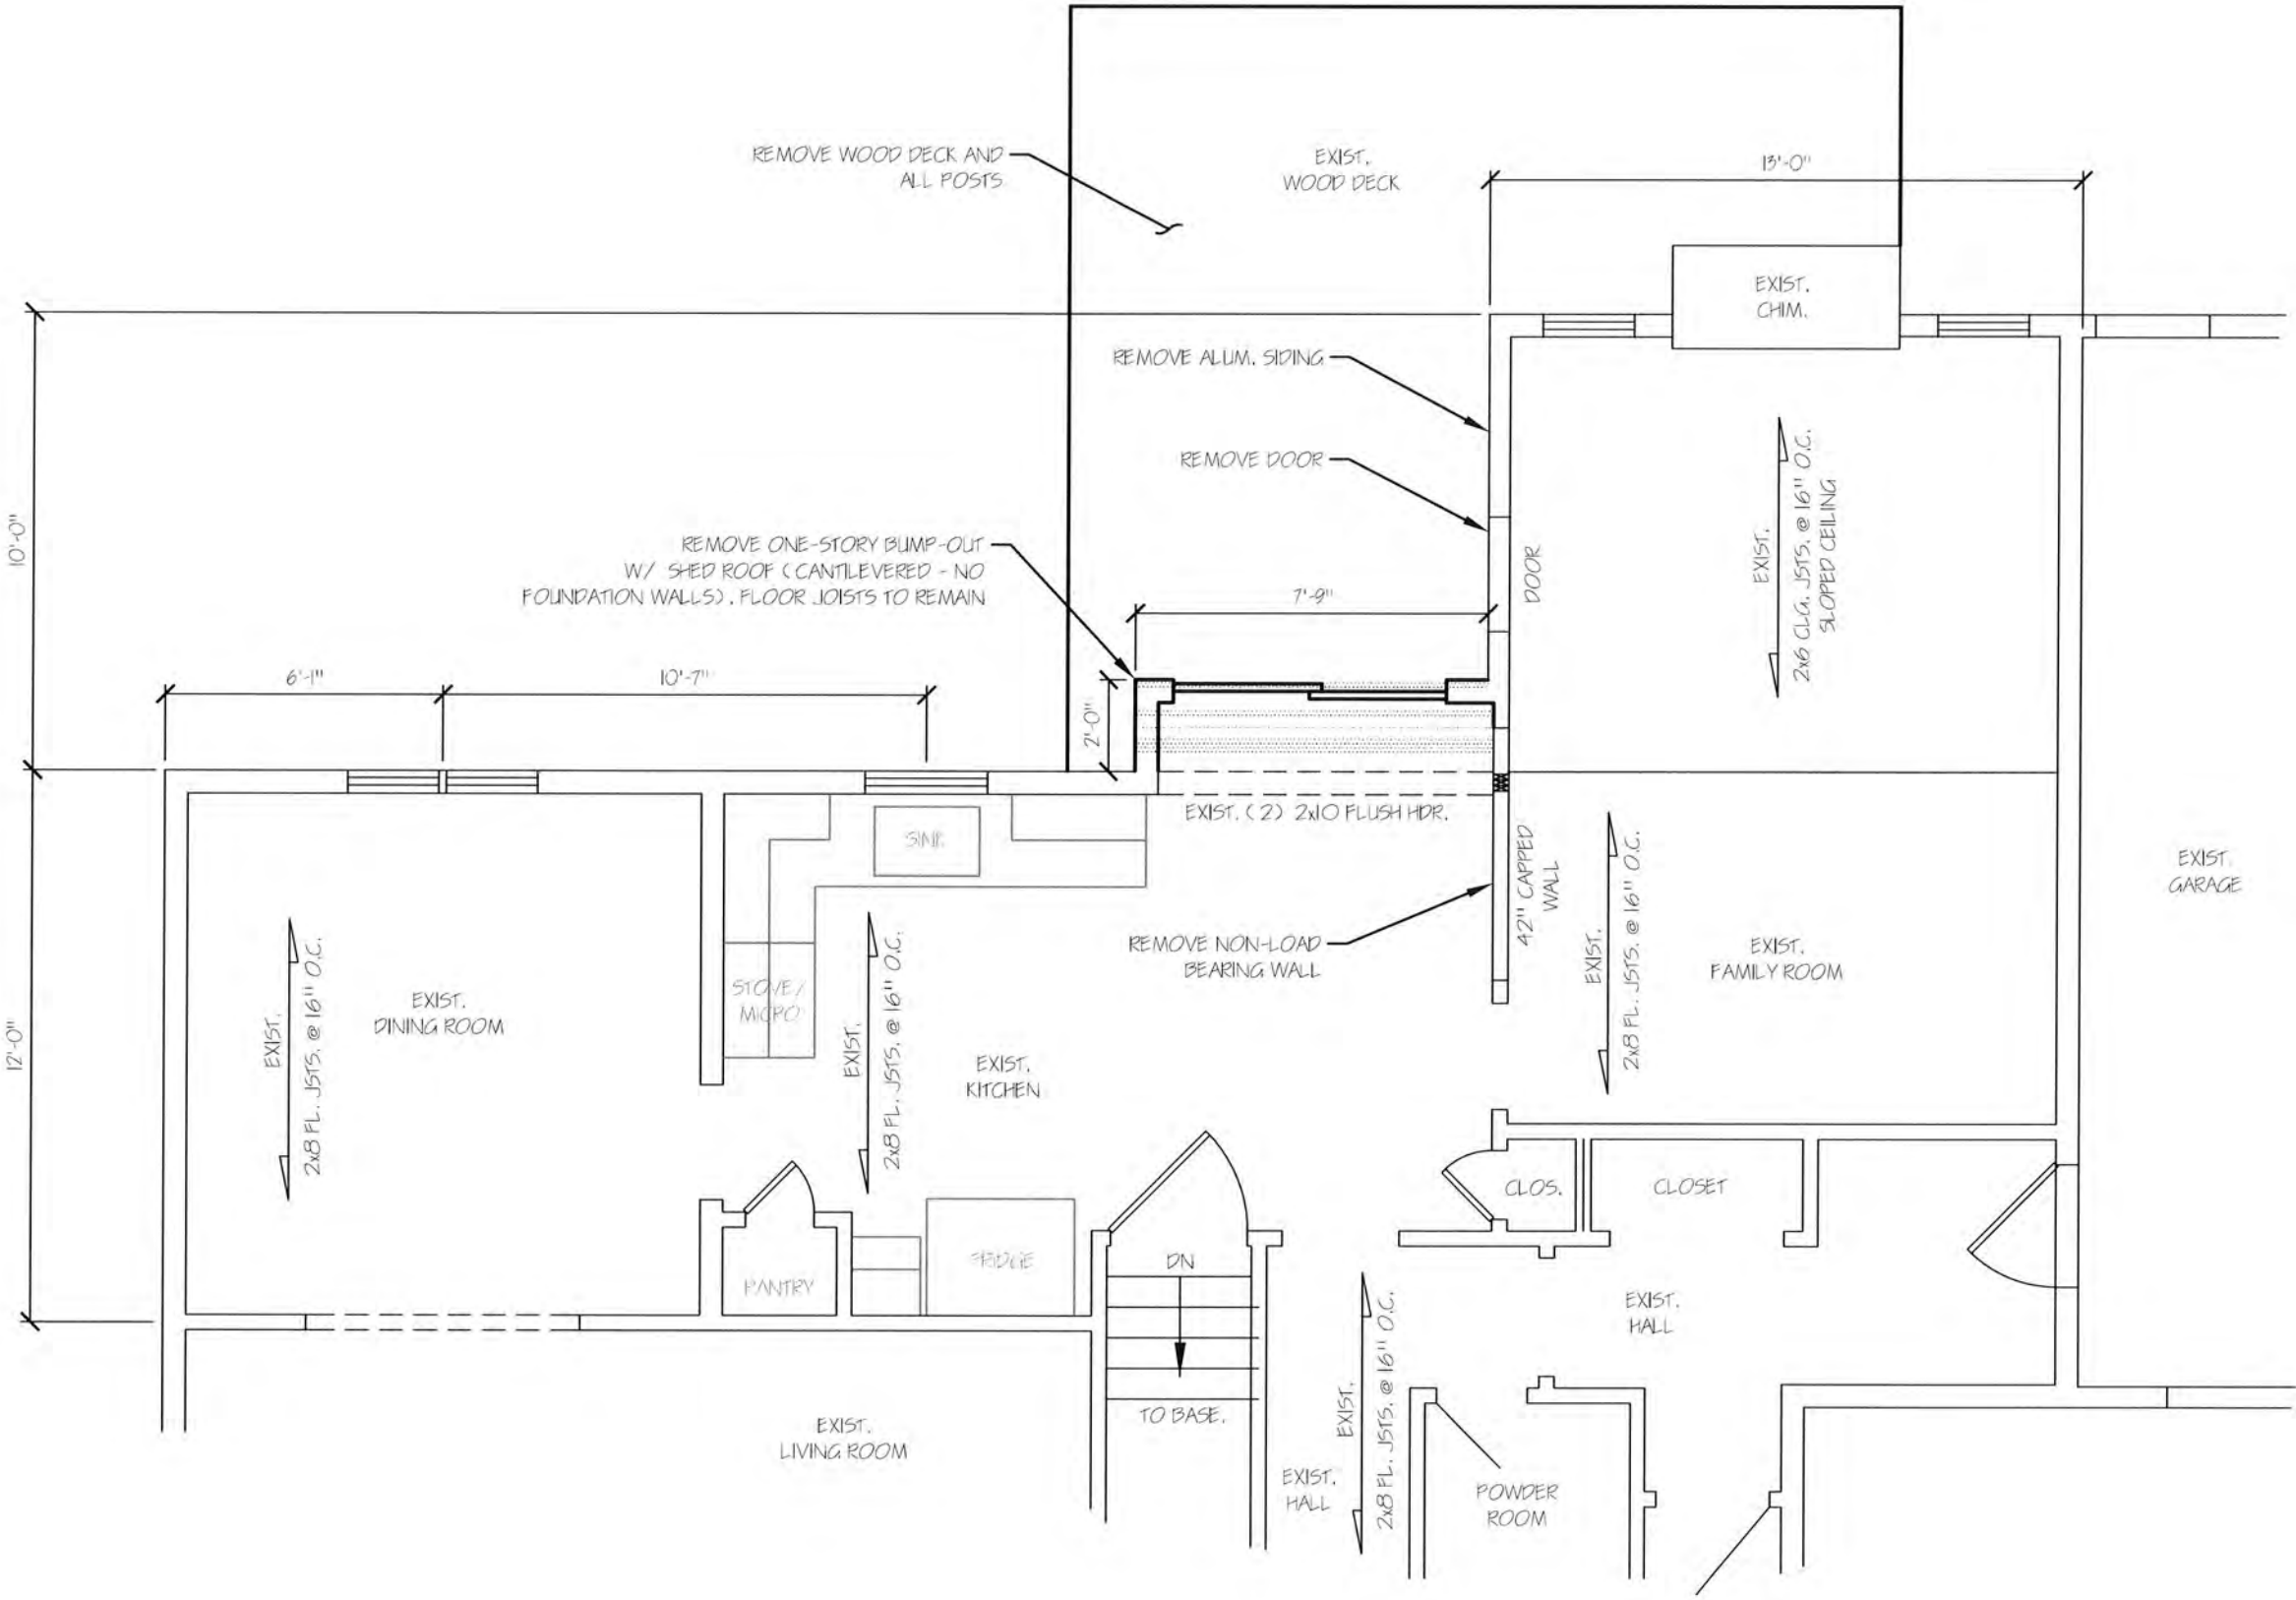 REMOVE WOOD DECK AND
ALL POSTS
EXIST.
WOOD DECK
13'-0"
EXIST.
CHIM.
REMOVE ALUM. SIDING
REMOVE DOOR
DOOR
EXIST.
2x6 CLG. JSTS. @ 16" O.C.
SLOPED CEILING
10'-0"
REMOVE ONE-STORY BUMP-OUT
W/ SHED ROOF (CANTILEVERED - NO
FOUNDATION WALLS). FLOOR JOISTS TO REMAIN
7'-9"
6'-1"
10'-7"
2'-0"
EXIST. (2) 2x10 FLUSH HDR.
SINK
42" CAPPED
WALL
EXIST.
2x8 FL. JSTS. @ 16" O.C.
EXIST.
GARAGE
REMOVE NON-LOAD
BEARING WALL
EXIST.
FAMILY ROOM
12'-0"
EXIST.
2x8 FL. JSTS. @ 16" O.C.
EXIST.
DINING ROOM
STOVE/
MICRO
EXIST.
2x8 FL. JSTS. @ 16" O.C.
EXIST.
KITCHEN
CLOS.
CLOSET
PANTRY
FRIDGE
DN
TO BASE.
EXIST.
HALL
EXIST.
2x8 FL. JSTS. @ 16" O.C.
EXIST.
LIVING ROOM
EXIST.
HALL
POWDER
ROOM